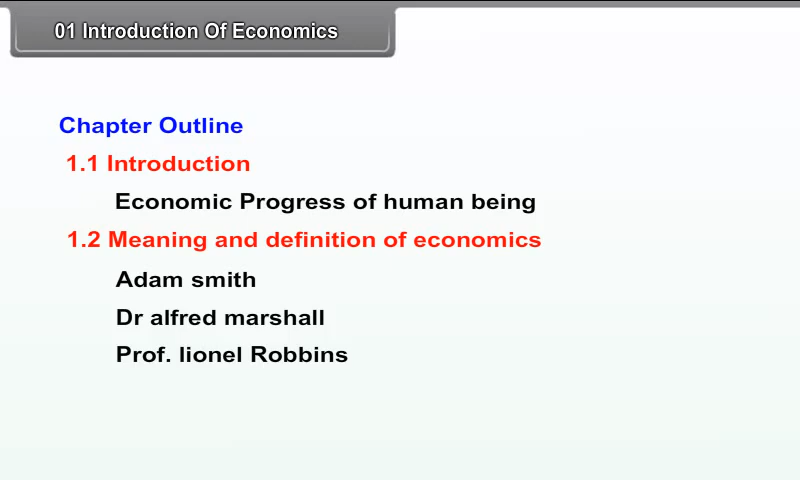 01 Introduction Of Economics
Chapter Outline
1.1 Introduction
Economic Progress of human being
1.2 Meaning and definition of economics
Adam smith
Dr alfred marshall
Prof. lionel Robbins